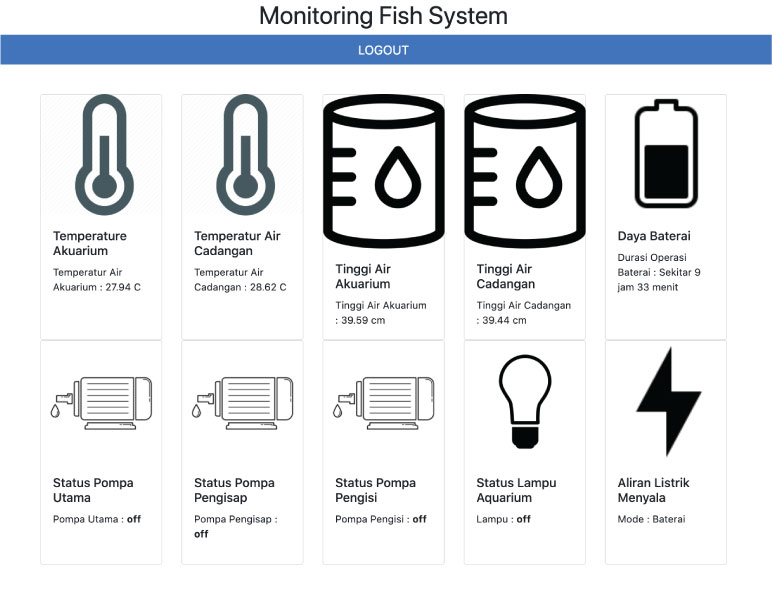 Monitoring Fish System
LOGOUT
Temperature
Akuarium
Temperatur Air
Akuarium : 27.94 C
Temperatur Air
Cadangan
Temperatur Air
Cadangan : 28.62 C
Tinggi Air
Akuarium
Tinggi Air Akuarium
: 39.59 cm
Tinggi Air
Cadangan
Tinggi Air Cadangan
: 39.44 cm
Daya Baterai
Durasi Operasi
Baterai : Sekitar 9
jam 33 menit
Status Pompa
Utama
Pompa Utama : off
Status Pompa
Pengisap
Pompa Pengisap :
off
Status Pompa
Pengisi
Pompa Pengisi : off
Status Lampu
Aquarium
Lampu : off
Aliran Listrik
Menyala
Mode : Baterai